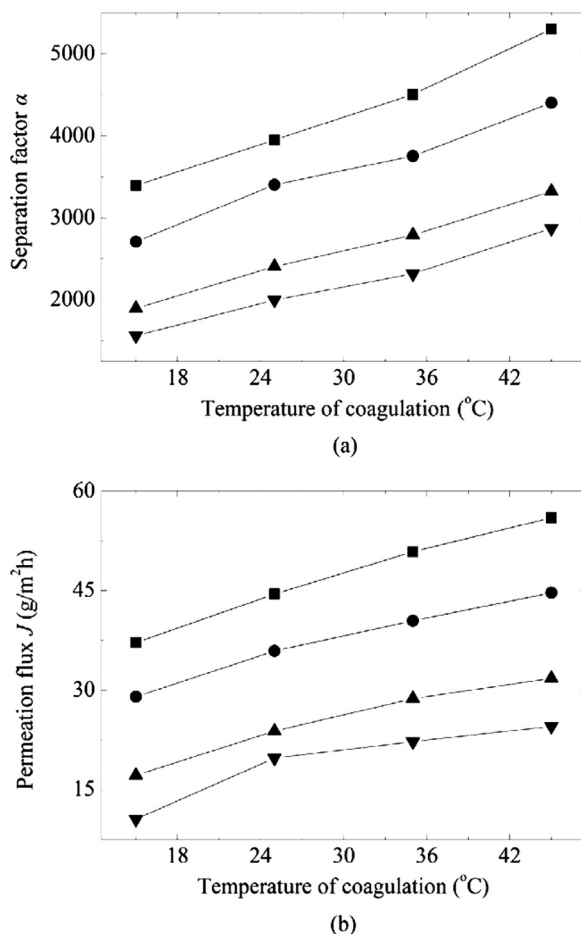 5000
4000
3000
2000
Separation factor α
18 24 30 36 42
Temperature of coagulation (°C)
(a)
60
45
30
15
Permeation flux J (g/m²h)
18 24 30 36 42
Temperature of coagulation (°C)
(b)